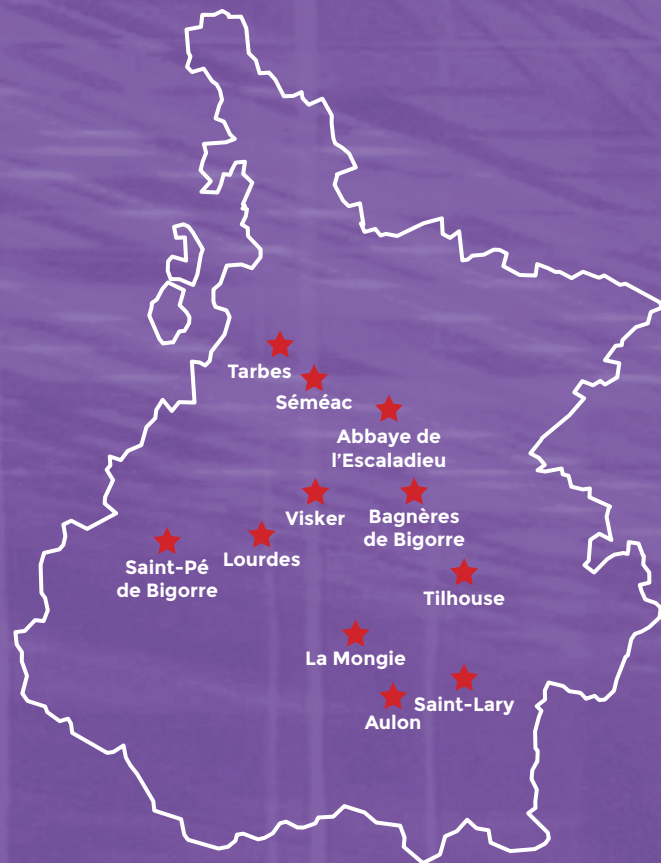 Tarbes
Séméac
Abbaye de
l'Escaladieu
Visker
Bagnères
de Bigorre
Saint-Pé
de Bigorre
Lourdes
Tilhouse
La Mongie
Saint-Lary
Aulon